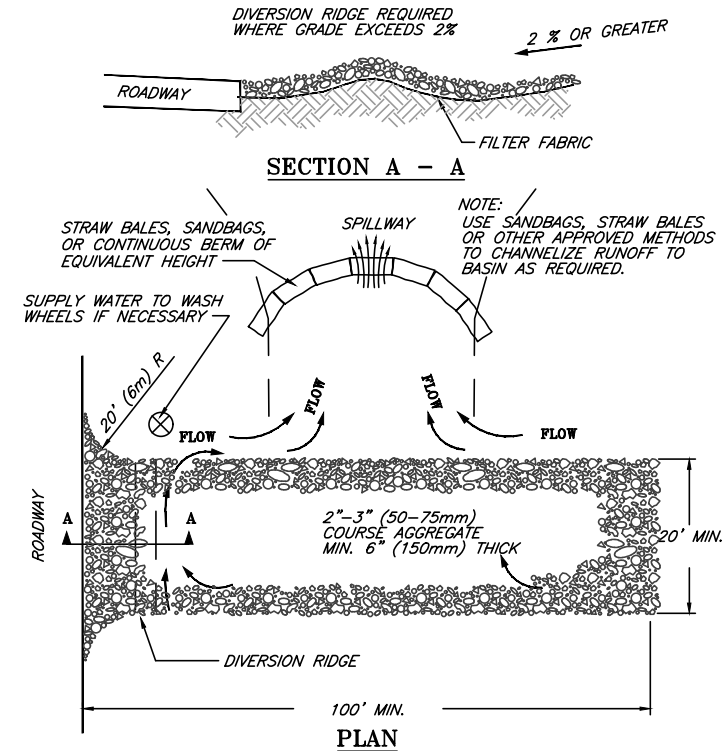 DIVERSION RIDGE REQUIRED
WHERE GRADE EXCEEDS 2%
2 % OR GREATER
ROADWAY
FILTER FABRIC
SECTION A – A
STRAW BALES, SANDBAGS,
OR CONTINUOUS BERM OF
EQUIVALENT HEIGHT
SPILLWAY
NOTE:
USE SANDBAGS, STRAW BALES
OR OTHER APPROVED METHODS
TO CHANNELIZE RUNOFF TO
BASIN AS REQUIRED.
SUPPLY WATER TO WASH
WHEELS IF NECESSARY
20' (6m) R
FLOW
FLOW
FLOW
FLOW
ROADWAY
A
A
2"–3" (50–75mm)
COURSE AGGREGATE
MIN. 6" (150mm) THICK
20' MIN.
DIVERSION RIDGE
100' MIN.
PLAN